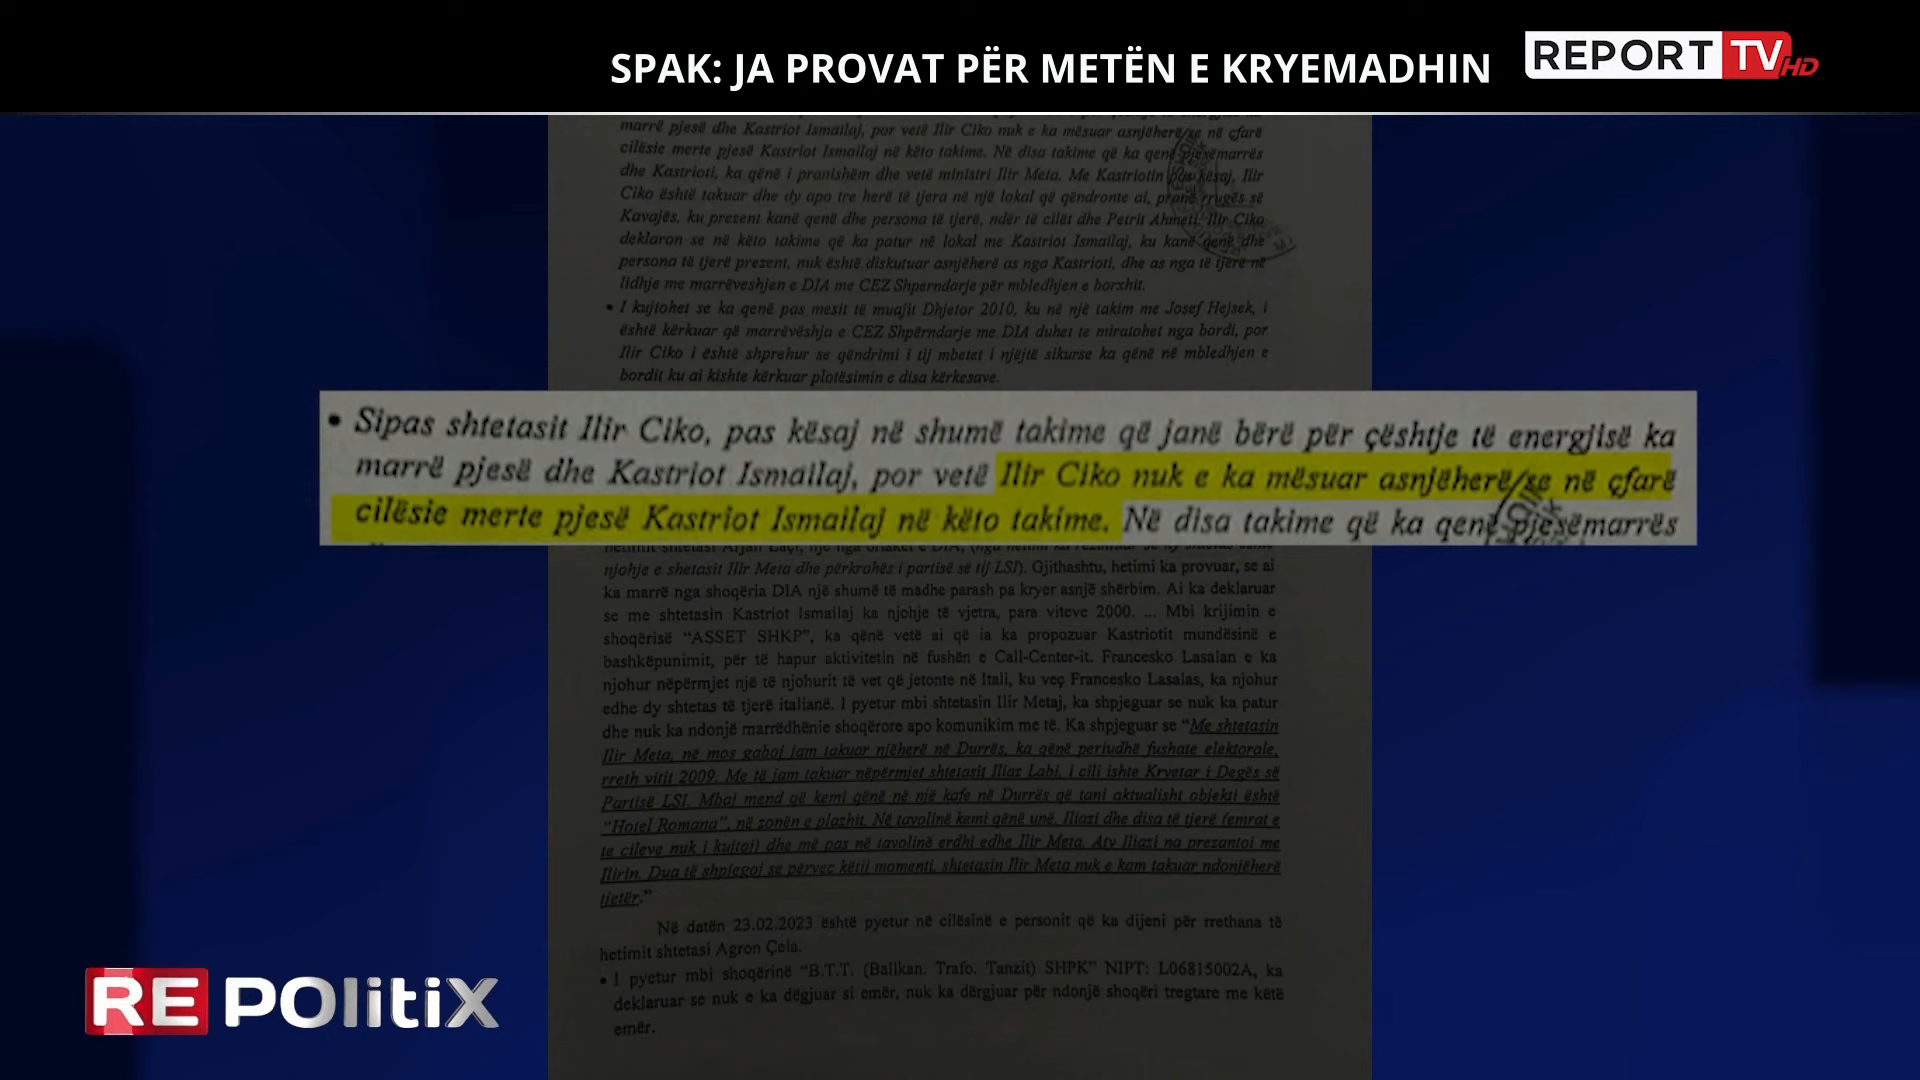 SPAK: JA PROVAT PËR METËN E KRYEMADHIN
REPORT TV HD
marrë pjesë dhe Kastriot Ismailaj, por vetë Ilir Ciko nuk e ka mësuar asnjëherë se në çfarë
cilësie merte pjesë Kastriot Ismailaj në këto takime. Në disa takime që ka qenë pjesëmarrës
dhe Kastrioti, ka qënë i pranishëm dhe vetë ministri Ilir Meta. Me Kastriotin pas kësaj, Ilir
Ciko është takuar dhe dy apo tre herë të tjera në një lokal që qëndronte ai, pranë rrugës së
Kavajës, ku prezent kanë qenë dhe persona të tjerë, ndër të cilët dhe Petrit Ahmeti. Ilir Ciko
deklaron se në këto takime që ka patur në lokal me Kastriot Ismailaj, ku kanë qenë dhe
persona të tjerë prezent, nuk është diskutuar asnjëherë as nga Kastrioti, dhe as nga të tjerë në
lidhje me marrëveshjen e DIA me CEZ Shperndarje për mbledhjen e borxhit.
• I kujtohet se ka qenë pas mesit të muajit Dhjetor 2010, ku në një takim me Josef Hejsek, i
është kërkuar që marrëvëshja e CEZ Shpërndarje me DIA duhet te miratohet nga bordi, por
Ilir Ciko i është shprehur se qëndrimi i tij mbetet i njëjtë sikurse ka qënë në mbledhjen e
bordit ku ai kishte kërkuar plotësimin e disa kërkesave.
• Sipas shtetasit Ilir Ciko, pas kësaj në shumë takime që janë bërë për çështje të energjisë ka
marrë pjesë dhe Kastriot Ismailaj, por vetë Ilir Ciko nuk e ka mësuar asnjëherë se në çfarë
cilësie merte pjesë Kastriot Ismailaj në këto takime. Në disa takime që ka qenë pjesëmarrës
hetimit shtetasi Arjan Laçi, një nga ortakët e DIA, (nga hetimi ka rezultuar se ky shtetas është
njohje e shetasit Ilir Meta dhe përkrahës i partisë së tij LSI). Gjithashtu, hetimi ka provuar, se ai
ka marrë nga shoqëria DIA një shumë të madhe parash pa kryer asnjë shërbim. Ai ka deklaruar
se me shtetasin Kastriot Ismailaj ka njohje të vjetra, para viteve 2000. ... Mbi krijimin e
shoqërisë “ASSET SHKP”, ka qënë vetë ai që ia ka propozuar Kastriotit mundësinë e
bashkëpunimit, për të hapur aktivitetin në fushën e Call-Center-it. Francesko Lasalan e ka
njohur nëpërmjet një të njohurit të vet që jetonte në Itali, ku veç Francesko Lasalas, ka njohur
edhe dy shtetas të tjerë italianë. I pyetur mbi shtetasin Ilir Metaj, ka shpjeguar se nuk ka patur
dhe nuk ka ndonjë marrëdhënie shoqërore apo komunikim me të. Ka shpjeguar se “Me shtetasin
Ilir Meta, në mos gaboj jam takuar njëherë në Durrës, ka qënë periudhë fushate elektorale,
rreth vitit 2009. Me të jam takuar nëpërmjet shtetasit Iliaz Labi, i cili ishte Kryetar i Degës së
Partisë LSI. Mbaj mend që kemi qënë në një kafe në Durrës që tani aktualisht objekti është
“Hotel Romana”, në zonën e plazhit. Në tavolinë kemi qënë unë, Iliazi dhe disa të tjerë (emrat e
te cileve nuk i kujtoj) dhe më pas në tavolinë erdhi edhe Ilir Meta. Aty Iliazi na prezantoi me
Ilirin. Dua të shpjegoj se përveç këtij momenti, shtetasin Ilir Meta nuk e kam takuar ndonjëherë
tjetër.”
Në datën 23.02.2023 është pyetur në cilësinë e personit që ka dijeni për rrethana të
hetimit shtetasi Agron Çela.
• I pyetur mbi shoqërinë “B.T.T. (Ballkan. Trafo. Tanzit) SHPK” NIPT: L06815002A, ka
deklaruar se nuk e ka dëgjuar si emër, nuk ka dërgjuar për ndonjë shoqëri tregtare me këtë
emër.
RE POlitiX